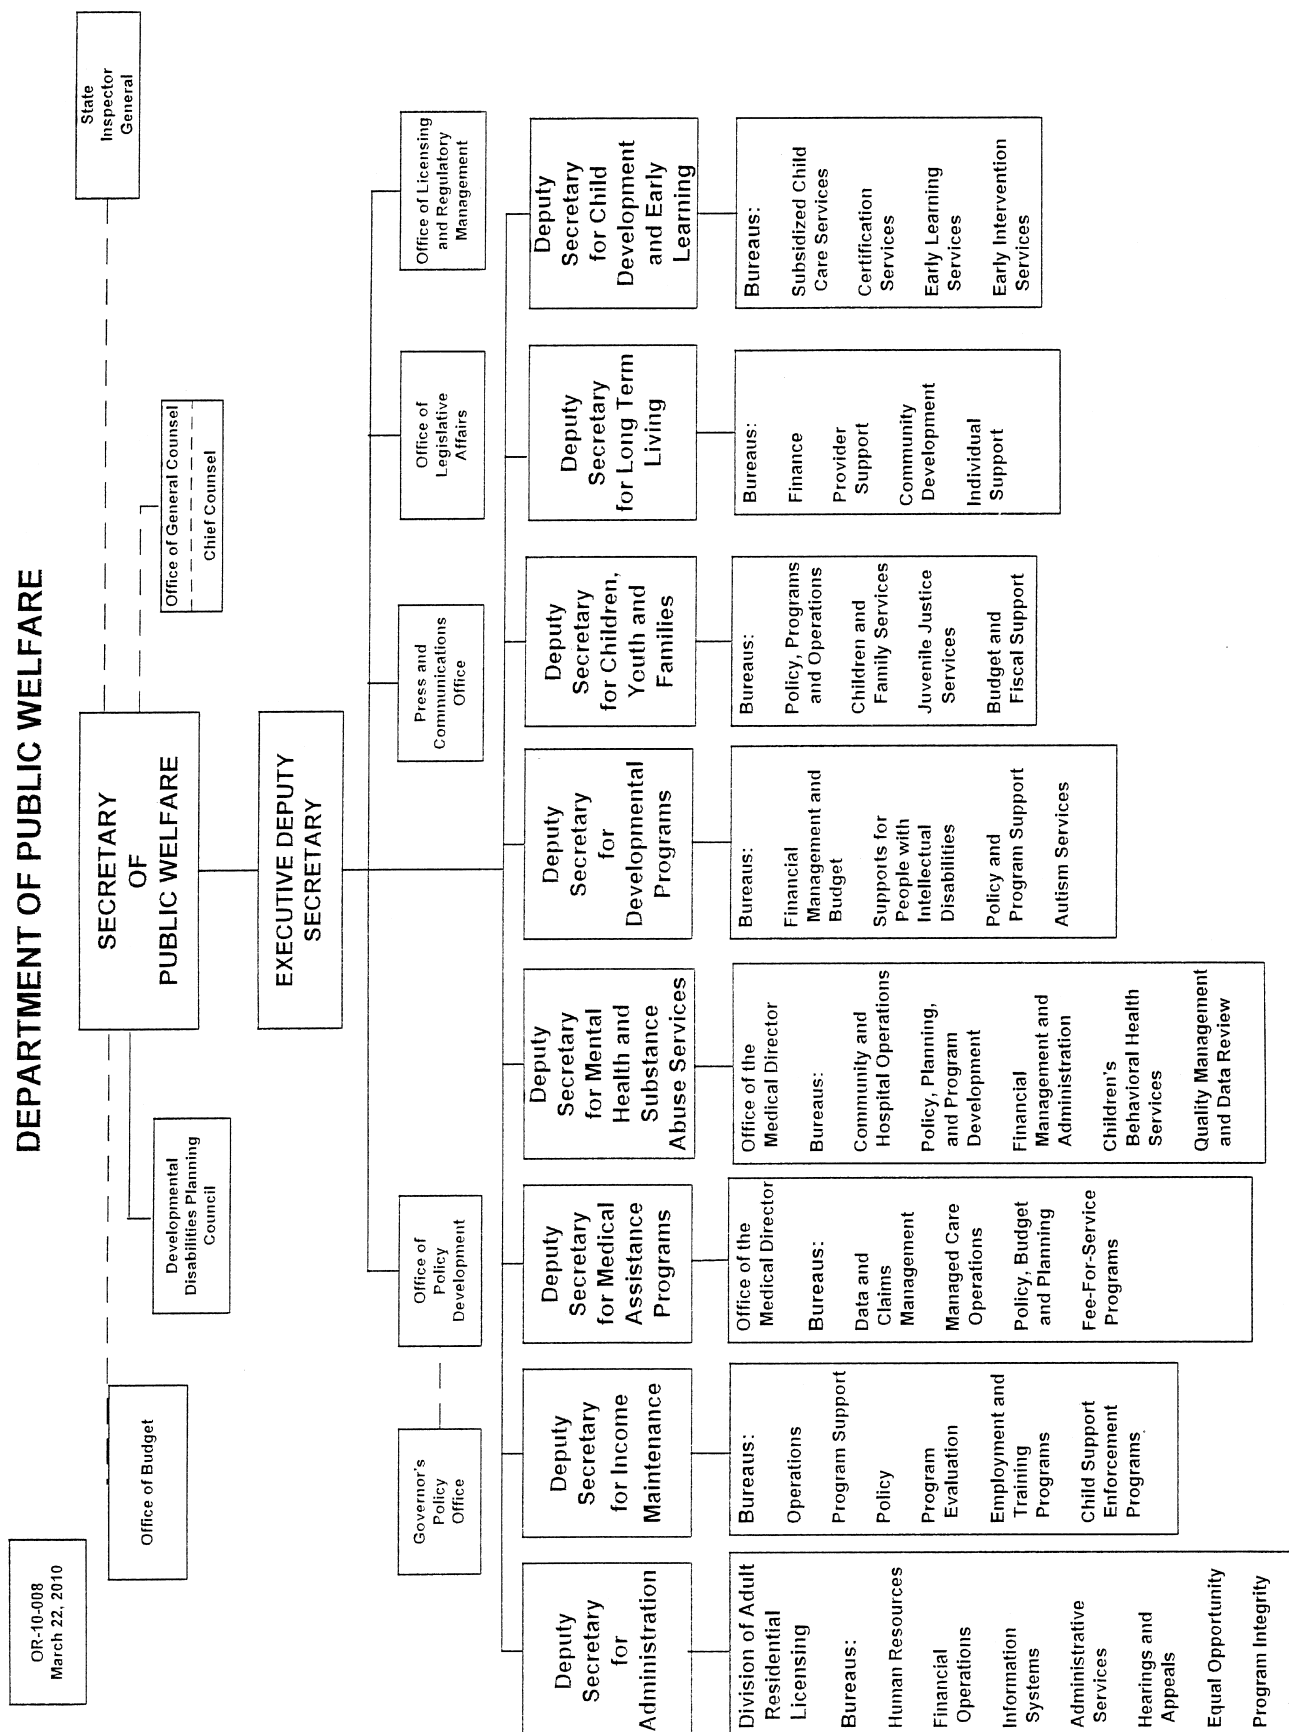 DEPARTMENT OF PUBLIC WELFARE
OR-10-008
March 22, 2010
State
Inspector
General
SECRETARY
OF
PUBLIC WELFARE
Office of Budget
Developmental
Disabilities Planning
Council
Office of General Counsel
Chief Counsel
EXECUTIVE DEPUTY
SECRETARY
Governor's
Policy
Office
Office of
Policy
Development
Press and
Communications
Office
Office of
Legislative
Affairs
Office of Licensing
and Regulatory
Management
Deputy
Secretary
for
Administration
Division of Adult
Residential
Licensing
Bureaus:
Human Resources
Financial
Operations
Information
Systems
Administrative
Services
Hearings and
Appeals
Equal Opportunity
Program Integrity
Deputy
Secretary
for Income
Maintenance
Bureaus:
Operations
Program Support
Policy
Program
Evaluation
Employment and
Training
Programs
Child Support
Enforcement
Programs
Deputy
Secretary
for Medical
Assistance
Programs
Office of the
Medical Director
Bureaus:
Data and
Claims
Management
Managed Care
Operations
Policy, Budget
and Planning
Fee-For-Service
Programs
Deputy
Secretary
for Mental
Health and
Substance
Abuse Services
Office of the
Medical Director
Bureaus:
Community and
Hospital Operations
Policy, Planning,
and Program
Development
Financial
Management and
Administration
Children's
Behavioral Health
Services
Quality Management
and Data Review
Deputy
Secretary
for
Developmental
Programs
Bureaus:
Financial
Management and
Budget
Supports for
People with
Intellectual
Disabilities
Policy and
Program Support
Autism Services
Deputy
Secretary
for Children,
Youth and
Families
Bureaus:
Policy, Programs
and Operations
Children and
Family Services
Juvenile Justice
Services
Budget and
Fiscal Support
Deputy
Secretary
for Long Term
Living
Bureaus:
Finance
Provider
Support
Community
Development
Individual
Support
Deputy
Secretary
for Child
Development
and Early
Learning
Bureaus:
Subsidized Child
Care Services
Certification
Services
Early Learning
Services
Early Intervention
Services